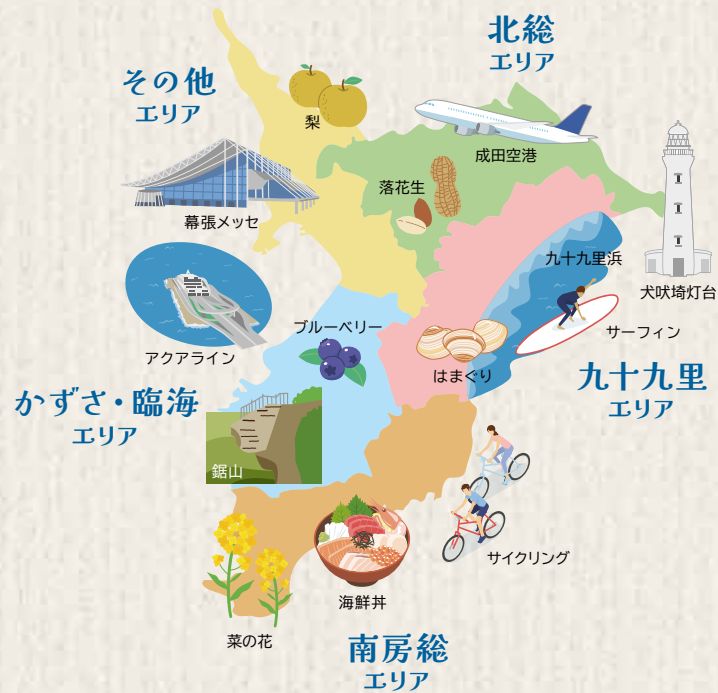 北総
エリア
その他
エリア
梨
成田空港
落花生
幕張メッセ
九十九里浜
犬吠埼灯台
サーフィン
ブルーベリー
アクアライン
はまぐり
九十九里
エリア
かずさ・臨海
エリア
鋸山
サイクリング
海鮮丼
菜の花
南房総
エリア